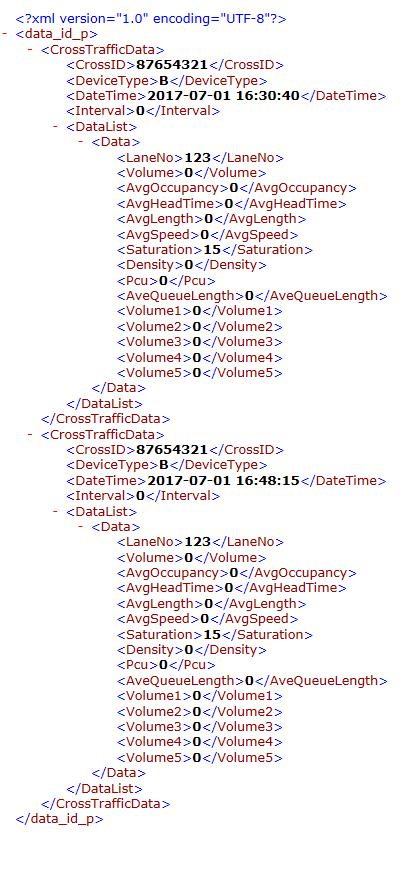 <?xml version="1.0" encoding="UTF-8"?>
- <data_id_p>
- <CrossTrafficData>
<CrossID>87654321</CrossID>
<DeviceType>B</DeviceType>
<DateTime>2017-07-01 16:30:40</DateTime>
<Interval>0</Interval>
- <DataList>
- <Data>
<LaneNo>123</LaneNo>
<Volume>0</Volume>
<AvgOccupancy>0</AvgOccupancy>
<AvgHeadTime>0</AvgHeadTime>
<AvgLength>0</AvgLength>
<AvgSpeed>0</AvgSpeed>
<Saturation>15</Saturation>
<Density>0</Density>
<Pcu>0</Pcu>
<AveQueueLength>0</AveQueueLength>
<Volume1>0</Volume1>
<Volume2>0</Volume2>
<Volume3>0</Volume3>
<Volume4>0</Volume4>
<Volume5>0</Volume5>
</Data>
</DataList>
</CrossTrafficData>
- <CrossTrafficData>
<CrossID>87654321</CrossID>
<DeviceType>B</DeviceType>
<DateTime>2017-07-01 16:48:15</DateTime>
<Interval>0</Interval>
- <DataList>
- <Data>
<LaneNo>123</LaneNo>
<Volume>0</Volume>
<AvgOccupancy>0</AvgOccupancy>
<AvgHeadTime>0</AvgHeadTime>
<AvgLength>0</AvgLength>
<AvgSpeed>0</AvgSpeed>
<Saturation>15</Saturation>
<Density>0</Density>
<Pcu>0</Pcu>
<AveQueueLength>0</AveQueueLength>
<Volume1>0</Volume1>
<Volume2>0</Volume2>
<Volume3>0</Volume3>
<Volume4>0</Volume4>
<Volume5>0</Volume5>
</Data>
</DataList>
</CrossTrafficData>
</data_id_p>